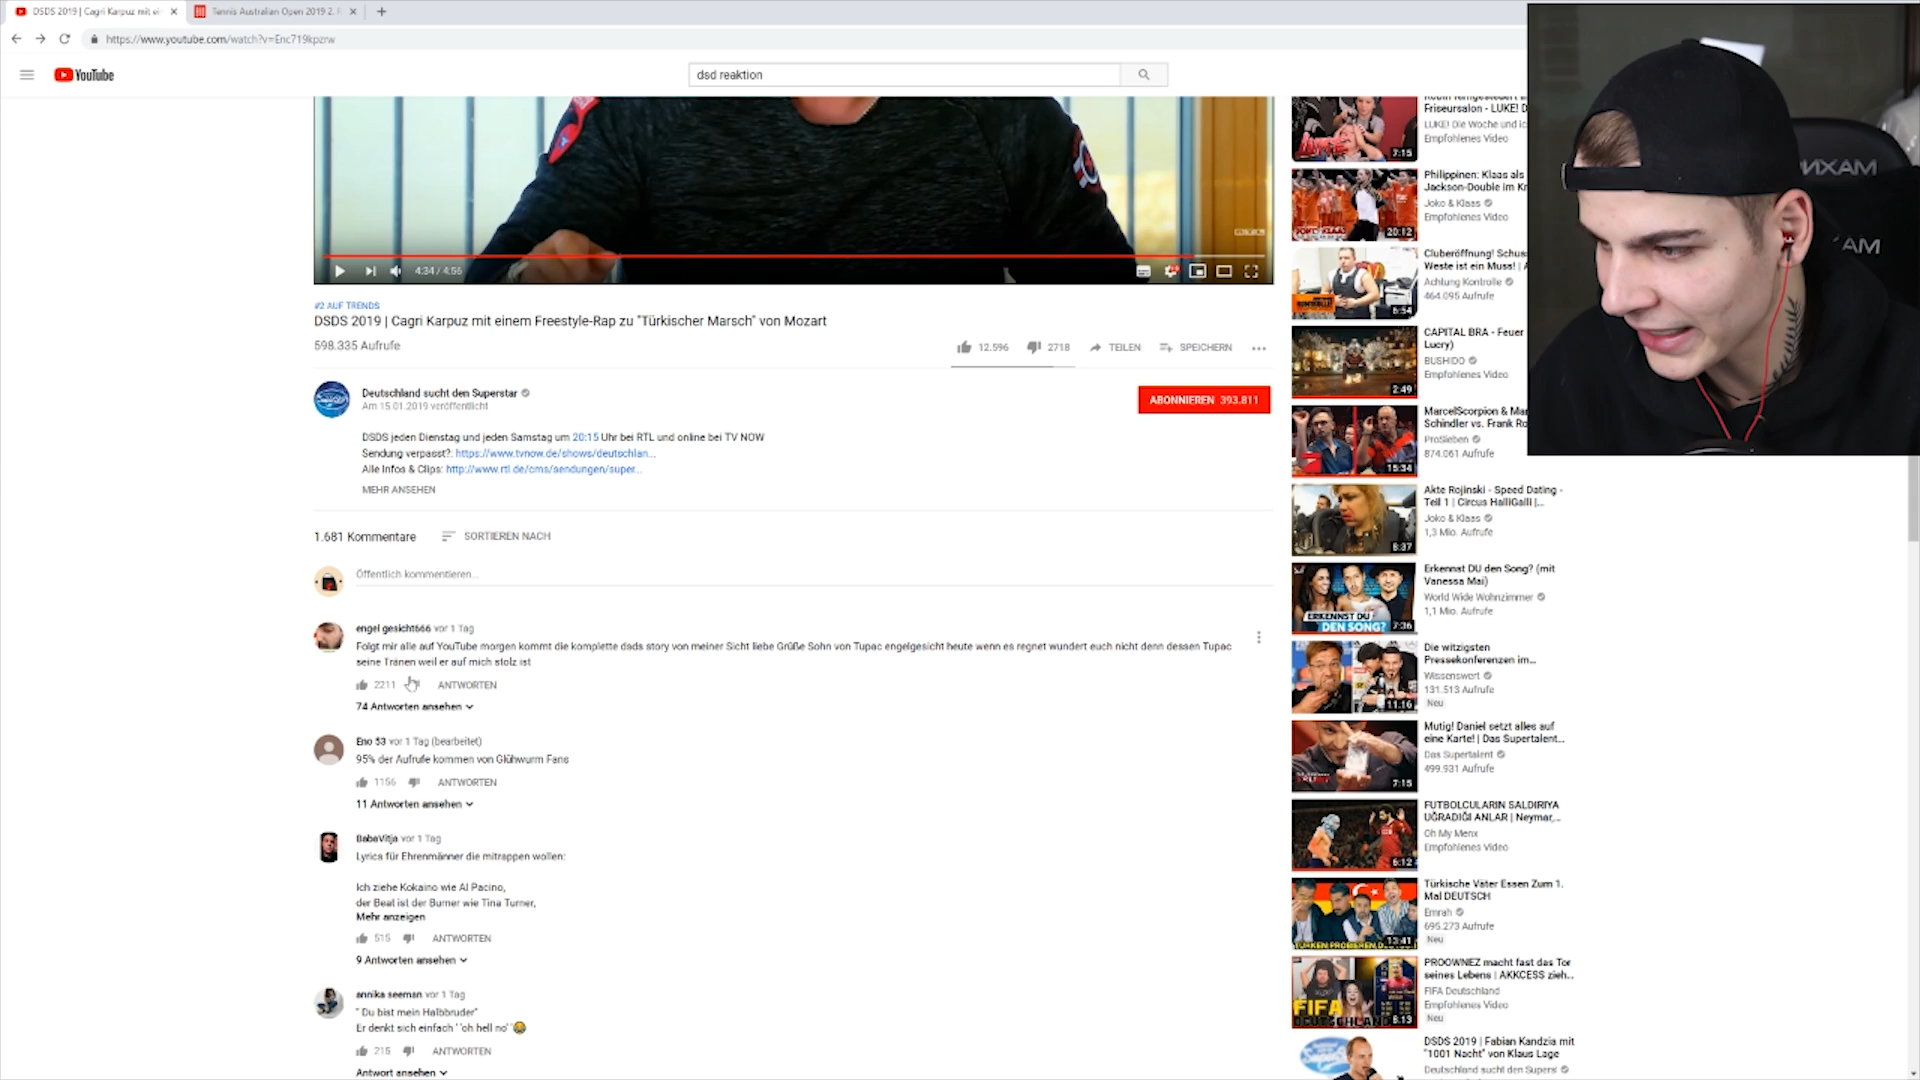 DSDS 2019 | Cagri Karpuz mit ei
Tennis Australian Open 2019 2. F
https://www.youtube.com/watch?v=Enc719kpzrw
YouTube
dsd reaktion
4:34 / 4:56
#2 AUF TRENDS
DSDS 2019 | Cagri Karpuz mit einem Freestyle-Rap zu "Türkischer Marsch" von Mozart
598.335 Aufrufe
12.596
2718
TEILEN
SPEICHERN
Deutschland sucht den Superstar
Am 15.01.2019 veröffentlicht
ABONNIEREN 393.811
DSDS jeden Dienstag und jeden Samstag um 20:15 Uhr bei RTL und online bei TV NOW
Sendung verpasst?: https://www.tvnow.de/shows/deutschlan...
Alle Infos & Clips: http://www.rtl.de/cms/sendungen/super...
MEHR ANSEHEN
1.681 Kommentare
SORTIEREN NACH
Öffentlich kommentieren...
engel gesicht666 vor 1 Tag
Folgt mir alle auf YouTube morgen kommt die komplette dsds story von meiner Sicht liebe Grüße Sohn von Tupac engelgesicht heute wenn es regnet wundert euch nicht denn dessen Tupac
seine Tränen weil er auf mich stolz ist
2211
ANTWORTEN
74 Antworten ansehen
Eno 53 vor 1 Tag (bearbeitet)
95% der Aufrufe kommen von Glühwurm Fans
1156
ANTWORTEN
11 Antworten ansehen
BabaVitja vor 1 Tag
Lyrics für Ehrenmänner die mitrappen wollen:
Ich ziehe Kokaino wie Al Pacino,
der Beat ist der Burner wie Tina Turner,
Mehr anzeigen
515
ANTWORTEN
9 Antworten ansehen
annika seeman vor 1 Tag
" Du bist mein Halbbruder"
Er denkt sich einfach ' 'oh hell no' '
215
ANTWORTEN
Antwort ansehen
Friseursalon - LUKE! D
LUKE! Die Woche und ic
Empfohlenes Video
7:15
Philippinen: Klaas als
Jackson-Double im Kr
Joko & Klaas
Empfohlenes Video
20:12
Cluberöffnung! Schus
Weste ist ein Muss! | A
Achtung Kontrolle
464.095 Aufrufe
6:54
CAPITAL BRA - Feuer
Lucry)
BUSHIDO
Empfohlenes Video
2:49
MarcelScorpion & Mar
Schindler vs. Frank Ro
ProSieben
874.061 Aufrufe
15:34
Akte Rojinski - Speed Dating -
Teil 1 | Circus HalliGalli |...
Joko & Klaas
1,3 Mio. Aufrufe
8:37
Erkennst DU den Song? (mit
Vanessa Mai)
World Wide Wohnzimmer
1,1 Mio. Aufrufe
ERKENNST DU
DEN SONG?
7:36
Die witzigsten
Pressekonferenzen im...
Wissenswert
131.513 Aufrufe
Neu
11:16
Mutig! Daniel setzt alles auf
eine Karte! | Das Supertalent...
Das Supertalent
499.931 Aufrufe
7:15
FUTBOLCULARIN SALDIRIYA
UĞRADIĞI ANLAR | Neymar,...
Oh My Menx
Empfohlenes Video
6:12
Türkische Väter Essen Zum 1.
Mal DEUTSCH
Emrah
695.273 Aufrufe
Neu
13:41
PROOWNEZ macht fast das Tor
seines Lebens | AKKCESS zieh...
FIFA Deutschland
Empfohlenes Video
Neu
FIFA
DEUTSCHLAND
8:13
DSDS 2019 | Fabian Kandzia mit
"1001 Nacht" von Klaus Lage
Deutschland sucht den Supers